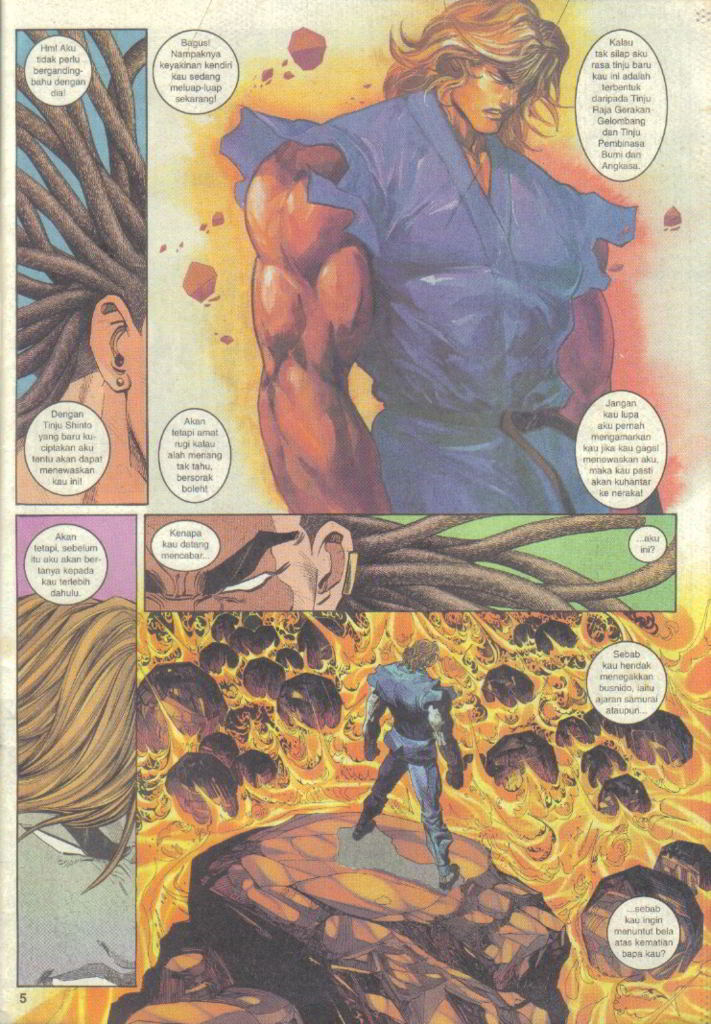 Hm! Aku
tidak perlu
berganding-
bahu dengan
dia!
Bagus!
Nampaknya
keyakinan kendiri
kau sedang
meluap-luap
sekarang!
Kalau
tak silap aku
rasa tinju baru
kau ini adalah
terbentuk
daripada Tinju
Raja Gerakan
Gelombang
dan Tinju
Pembinasa
Bumi dan
Angkasa.
Dengan
Tinju Shinto
yang baru ku-
ciptakan aku
tentu akan dapat
menewaskan
kau ini!
Akan
tetapi amat
rugi kalau
alah menang
tak tahu,
bersorak
boleh!
Jangan
kau lupa
aku pernah
mengamarkan
kau jika kau gagal
menewaskan aku,
maka kau pasti
akan kuhantar
ke neraka!
Akan
tetapi, sebelum
itu aku akan ber-
tanya kepada
kau terlebih
dahulu.
Kenapa
kau datang
mencabar...
...aku
ini?
Sebab
kau hendak
menegakkan
busnido, iaitu
ajaran samurai
ataupun...
...sebab
kau ingin
menuntut bela
atas kematian
bapa kau?
5